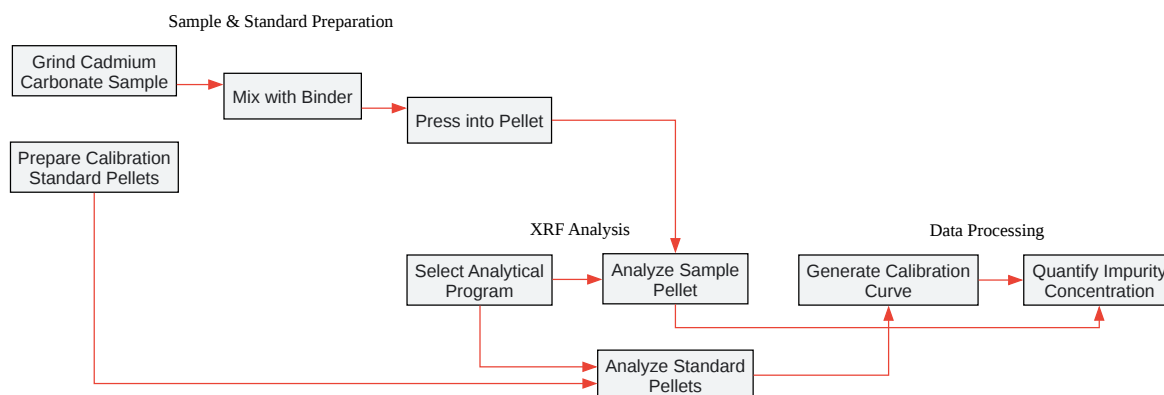 Sample & Standard Preparation
Grind Cadmium
Carbonate Sample
Mix with Binder
Press into Pellet
Prepare Calibration
Standard Pellets
XRF Analysis
Data Processing
Select Analytical
Program
Analyze Sample
Pellet
Generate Calibration
Curve
Quantify Impurity
Concentration
Analyze Standard
Pellets